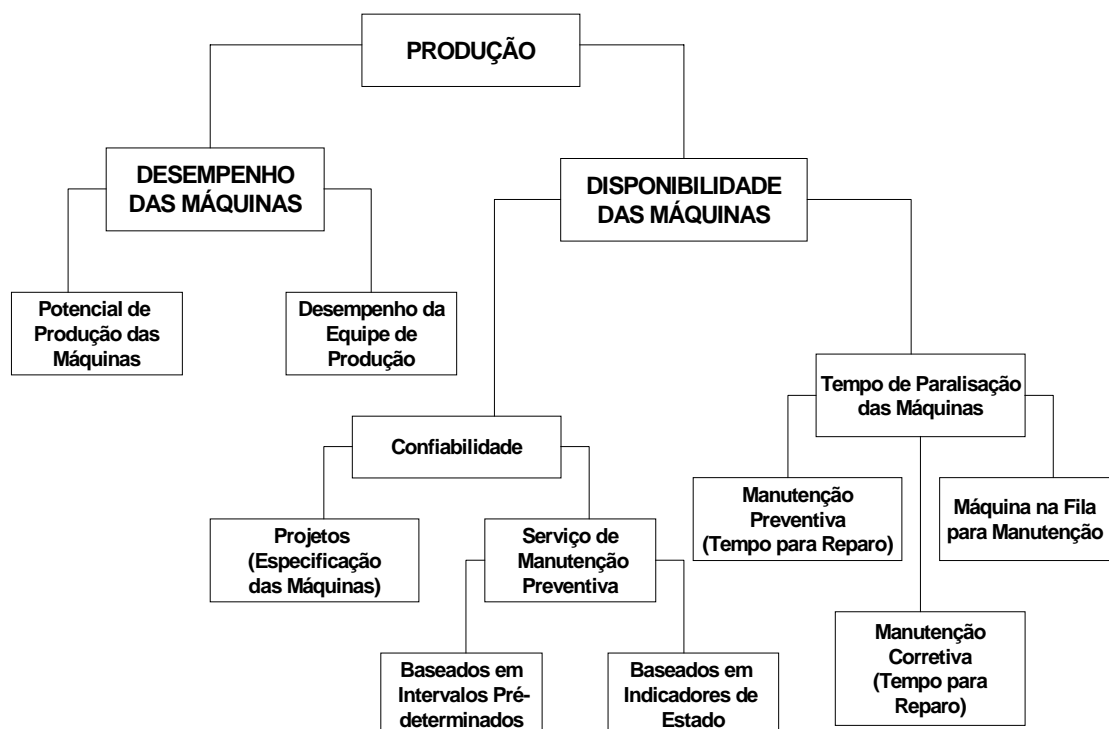 PRODUÇÃO
DESEMPENHO
DAS MÁQUINAS
DISPONIBILIDADE
DAS MÁQUINAS
Potencial de
Produção das
Máquinas
Desempenho da
Equipe de
Produção
Tempo de Paralisação
das Máquinas
Confiabilidade
Manutenção
Preventiva
(Tempo para Reparo)
Máquina na Fila
para Manutenção
Projetos
(Especificação
das Máquinas)
Serviço de
Manutenção
Preventiva
Manutenção
Corretiva
(Tempo para
Reparo)
Baseados em
Intervalos Pré-
determinados
Baseados em
Indicadores de
Estado